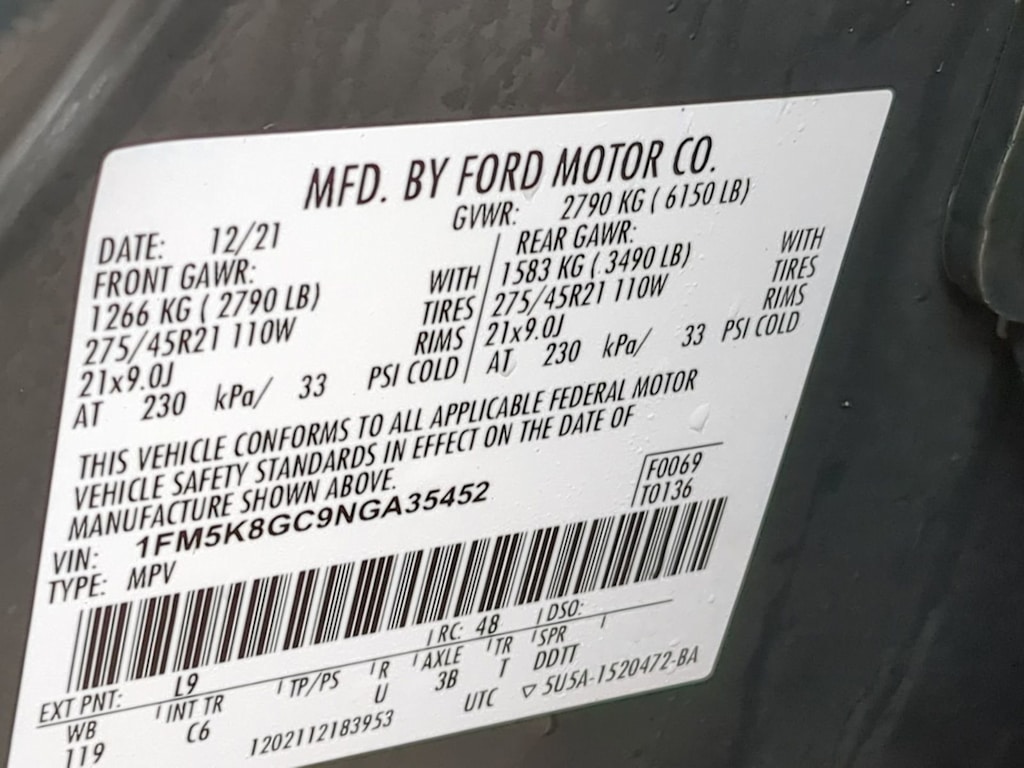 MFD. BY FORD MOTOR CO.
DATE: 12/21
GVWR: 2790 KG ( 6150 LB)
FRONT GAWR:
1266 KG ( 2790 LB) WITH
275/45R21 110W TIRES
21x9.0J RIMS
AT 230 kPa/ 33 PSI COLD
REAR GAWR:
1583 KG ( 3490 LB) WITH
275/45R21 110W TIRES
21x9.0J RIMS
AT 230 kPa/ 33 PSI COLD
THIS VEHICLE CONFORMS TO ALL APPLICABLE FEDERAL MOTOR
VEHICLE SAFETY STANDARDS IN EFFECT ON THE DATE OF
MANUFACTURE SHOWN ABOVE.
F0069
T0136
VIN: 1FM5K8GC9NGA35452
TYPE: MPV
EXT PNT: L9 RC: 48 DSO:
WB INT TR TP/PS R AXLE TR SPR
119 C6 U 3B T DDTT
1202112183953 UTC ▽ 5U5A-1520472-BA